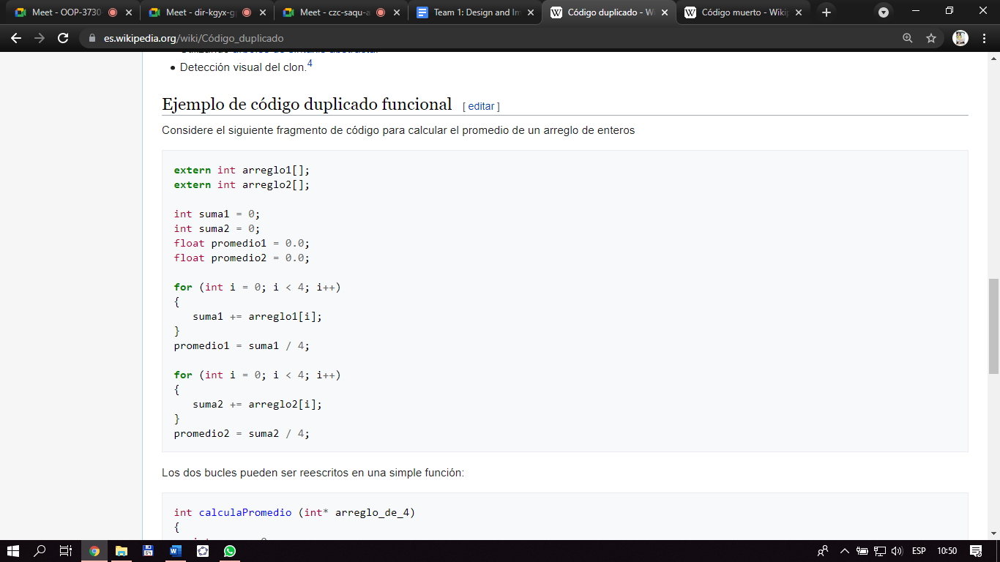 Meet - OOP-3730
Meet - dir-kgyx-g
Meet - czc-saqu-a
Team 1: Design and Im
Código duplicado - Wi
Código muerto - Wikip
es.wikipedia.org/wiki/Código_duplicado
Detección visual del clon.4
Ejemplo de código duplicado funcional [ editar ]
Considere el siguiente fragmento de código para calcular el promedio de un arreglo de enteros
extern int arreglo1[];
extern int arreglo2[];
int suma1 = 0;
int suma2 = 0;
float promedio1 = 0.0;
float promedio2 = 0.0;
for (int i = 0; i < 4; i++)
{
suma1 += arreglo1[i];
}
promedio1 = suma1 / 4;
for (int i = 0; i < 4; i++)
{
suma2 += arreglo2[i];
}
promedio2 = suma2 / 4;
Los dos bucles pueden ser reescritos en una simple función:
int calculaPromedio (int* arreglo_de_4)
{
ESP
10:50